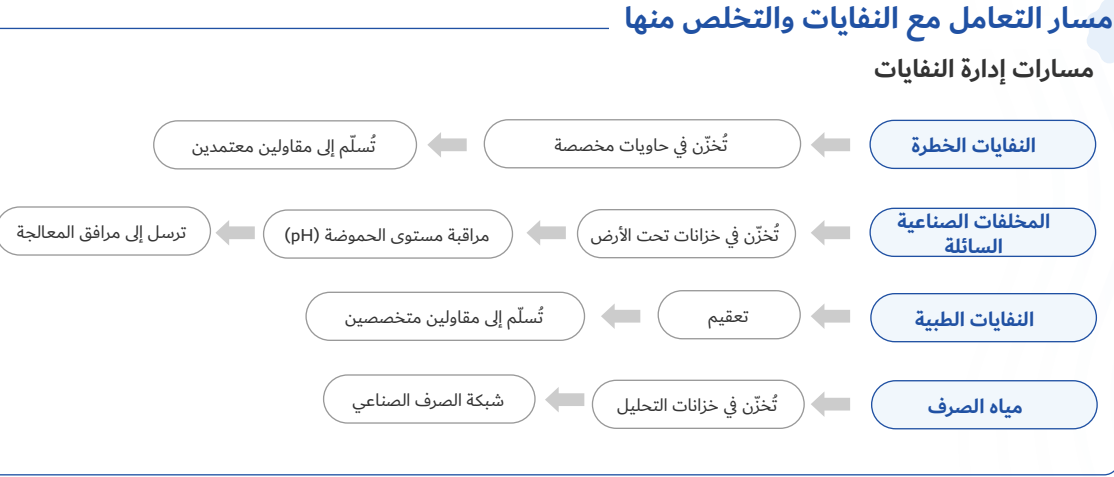 مسار التعامل مع النفايات والتخلص منها
مسارات إدارة النفايات
النفايات الخطرة
تُخزّن في حاويات مخصصة
تُسلّم إلى مقاولين معتمدين
المخلفات الصناعية
السائلة
تُخزّن في خزانات تحت الأرض
مراقبة مستوى الحموضة (pH)
ترسل إلى مرافق المعالجة
النفايات الطبية
تعقيم
تُسلّم إلى مقاولين متخصصين
مياه الصرف
تُخزّن في خزانات التحليل
شبكة الصرف الصناعي